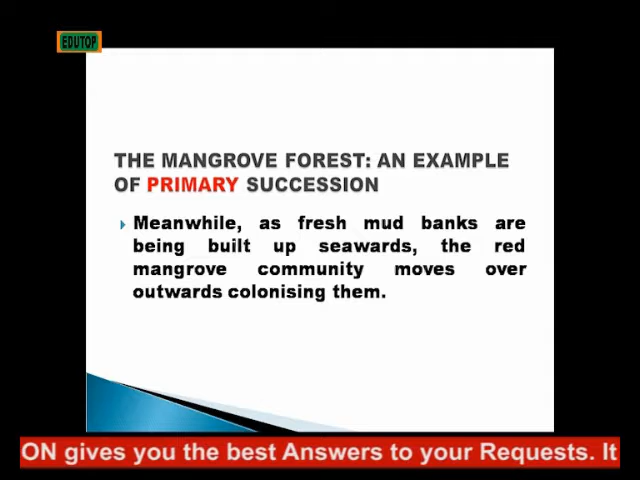 EDUTOP
THE MANGROVE FOREST: AN EXAMPLE
OF PRIMARY SUCCESSION
Meanwhile, as fresh mud banks are
being built up seawards, the red
mangrove community moves over
outwards colonising them.
ON gives you the best Answers to your Requests. It